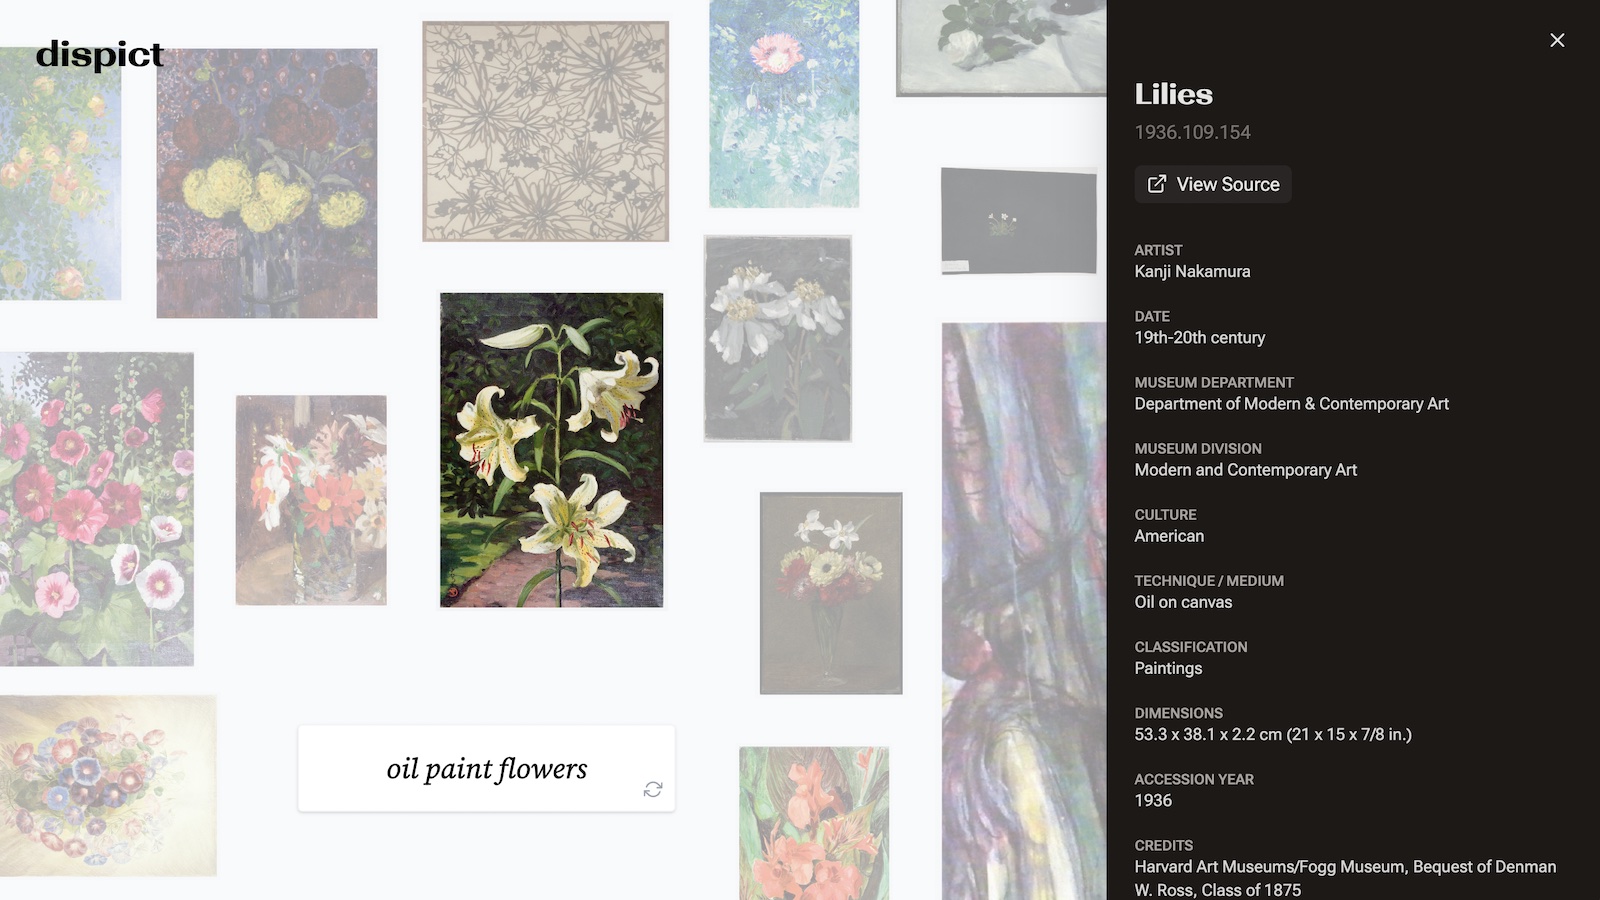 dispict
oil paint flowers
Lilies
1936.109.154
View Source
ARTIST
Kanji Nakamura
DATE
19th-20th century
MUSEUM DEPARTMENT
Department of Modern & Contemporary Art
MUSEUM DIVISION
Modern and Contemporary Art
CULTURE
American
TECHNIQUE / MEDIUM
Oil on canvas
CLASSIFICATION
Paintings
DIMENSIONS
53.3 x 38.1 x 2.2 cm (21 x 15 x 7/8 in.)
ACCESSION YEAR
1936
CREDITS
Harvard Art Museums/Fogg Museum, Bequest of Denman
W. Ross, Class of 1875